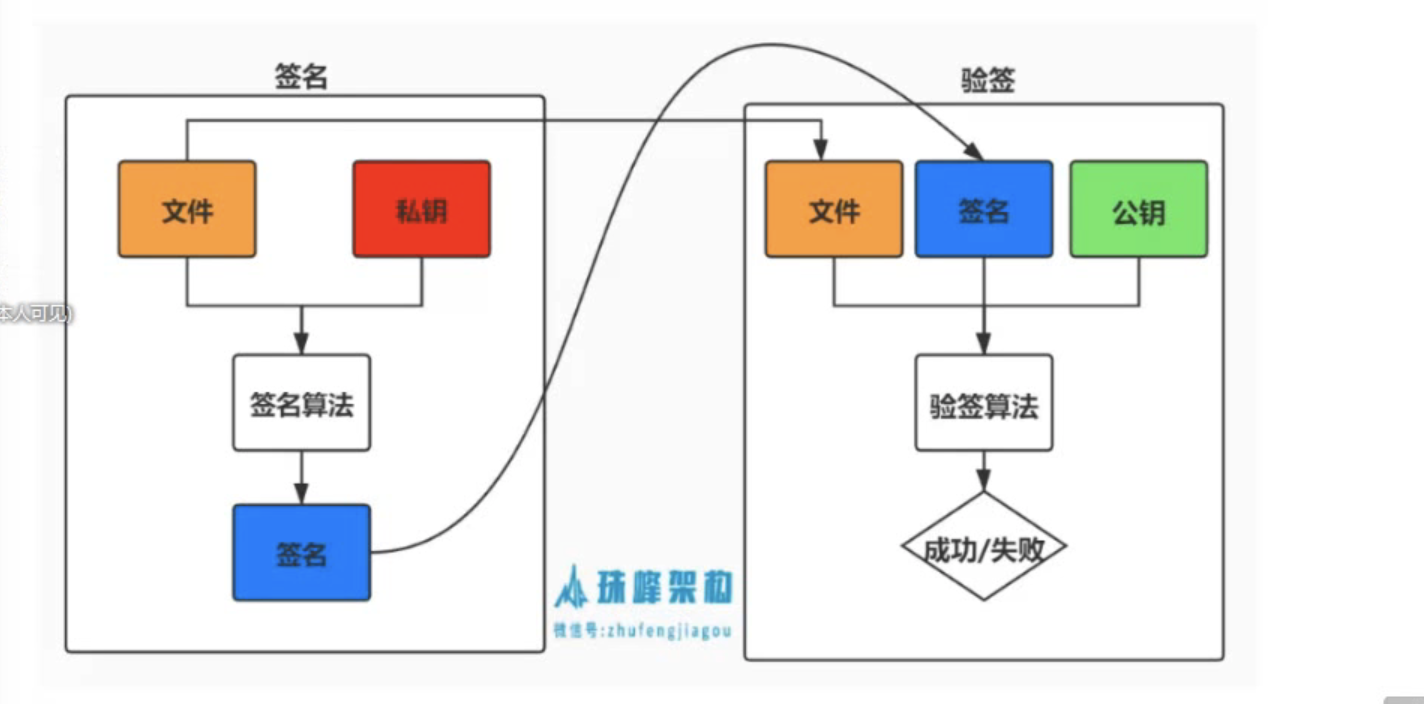 签名
验签
文件
私钥
文件
签名
公钥
本人可见)
签名算法
验签算法
签名
成功/失败
珠峰架构
微信号:zhufengjiagou